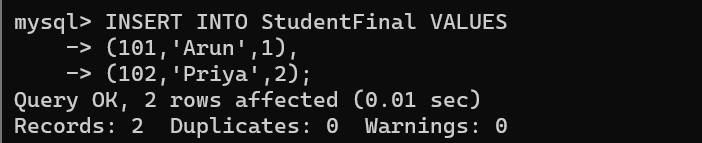 mysql> INSERT INTO StudentFinal VALUES
    -> (101,'Arun',1),
    -> (102,'Priya',2);
Query OK, 2 rows affected (0.01 sec)
Records: 2  Duplicates: 0  Warnings: 0